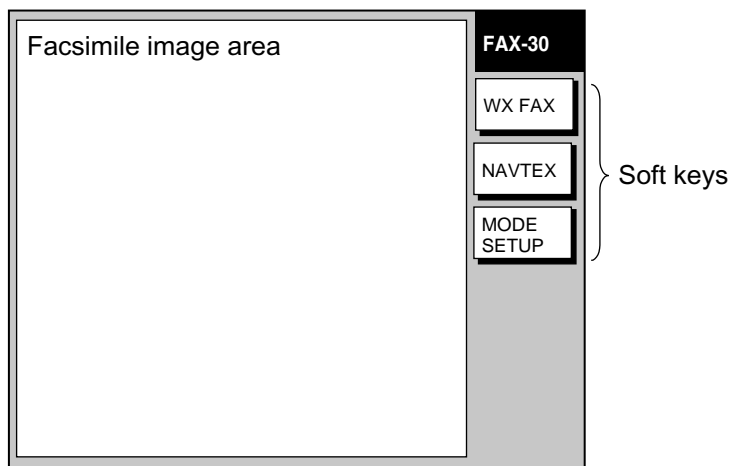 Facsimile image area
FAX-30
WX FAX
NAVTEX
MODE
SETUP
Soft keys